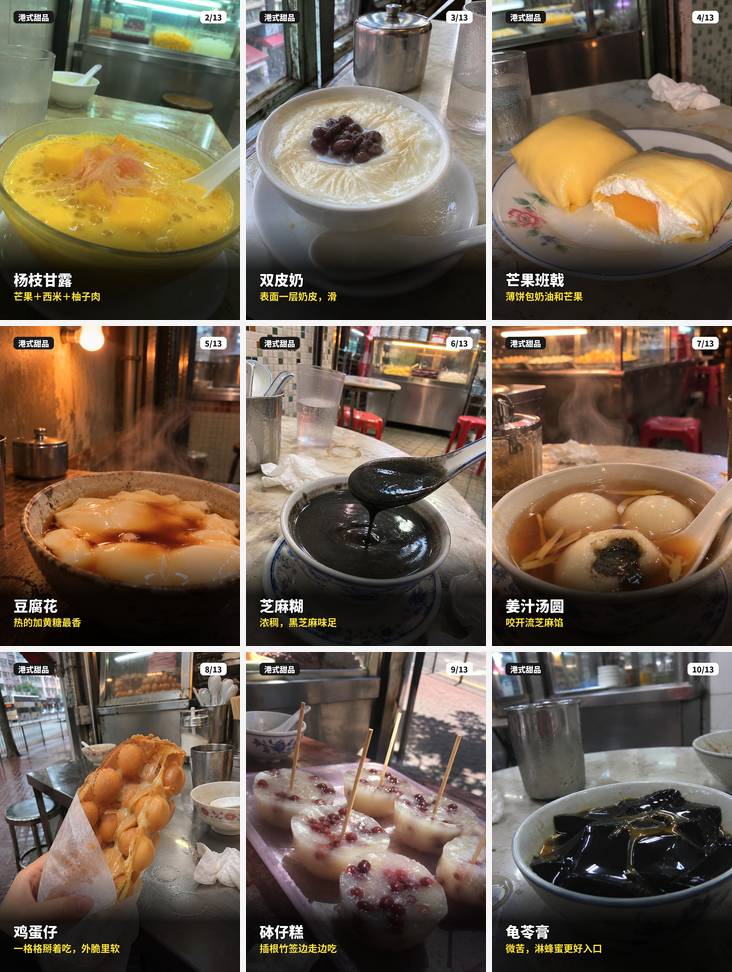 港式甜品
2/13
杨枝甘露
芒果＋西米＋柚子肉
港式甜品
3/13
双皮奶
表面一层奶皮，滑
港式甜品
4/13
芒果班戟
薄饼包奶油和芒果
港式甜品
5/13
豆腐花
热的加黄糖最香
港式甜品
6/13
芝麻糊
浓稠，黑芝麻味足
港式甜品
7/13
姜汁汤圆
咬开流芝麻馅
港式甜品
8/13
鸡蛋仔
一格格掰着吃，外脆里软
港式甜品
9/13
砵仔糕
插根竹签边走边吃
港式甜品
10/13
龟苓膏
微苦，淋蜂蜜更好入口